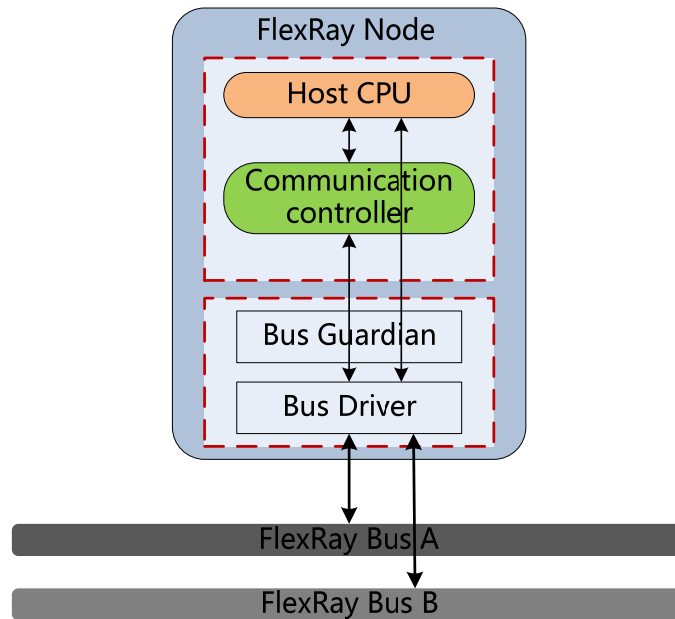 FlexRay Node
Host CPU
Communication
controller
Bus Guardian
Bus Driver
FlexRay Bus A
FlexRay Bus B